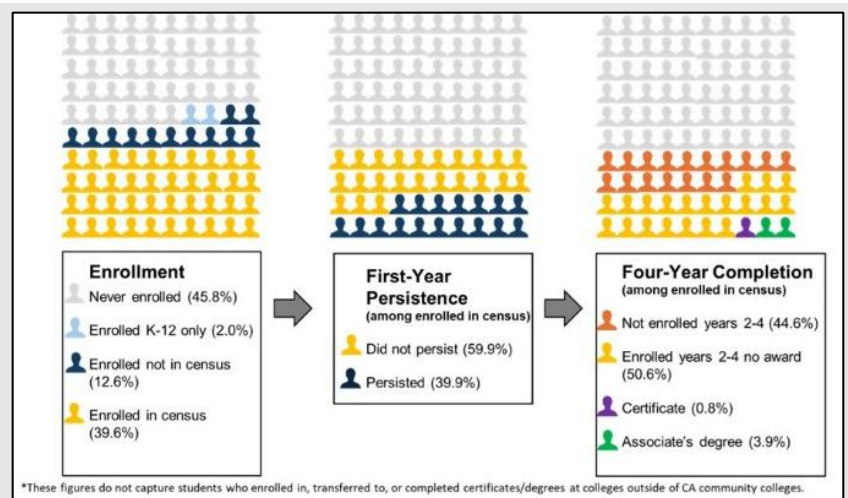 Enrollment
Never enrolled (45.8%)
Enrolled K-12 only (2.0%)
Enrolled not in census
(12.6%)
Enrolled in census
(39.6%)
First-Year
Persistence
(among enrolled in census)
Did not persist (59.9%)
Persisted (39.9%)
Four-Year Completion
(among enrolled in census)
Not enrolled years 2-4 (44.6%)
Enrolled years 2-4 no award
(50.6%)
Certificate (0.8%)
Associate's degree (3.9%)
*These figures do not capture students who enrolled in, transferred to, or completed certificates/degrees at colleges outside of CA community colleges.